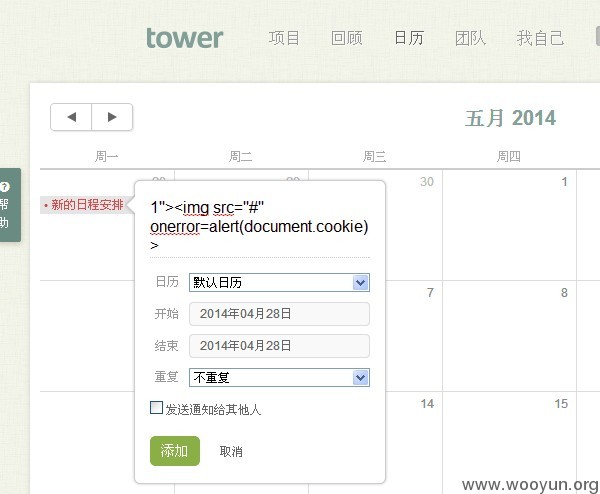 tower 项目 回顾 日历 团队 我自己
◀ ▶ 五月 2014
周一 周二 周三 周四
30 1
帮助
• 新的日程安排
1"><img src="#"
onerror=alert(document.cookie)
>
日历 默认日历
开始 2014年04月28日
结束 2014年04月28日
重复 不重复
发送通知给其他人
添加 取消
7 8
14 15
www.wooyun.org